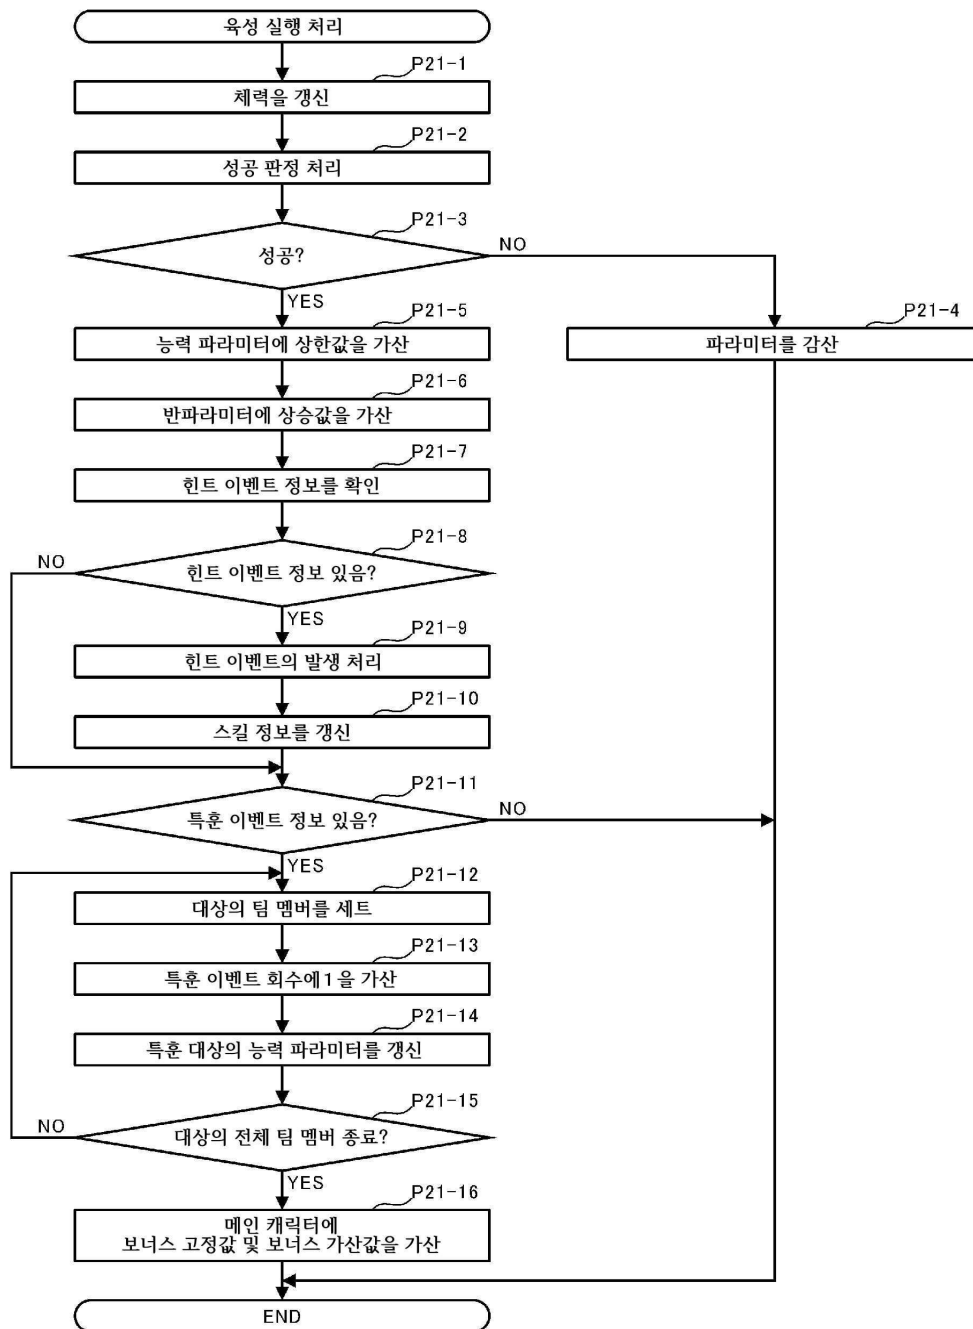 육성 실행 처리
P21-1
체력을 갱신
P21-2
성공 판정 처리
P21-3
성공?
NO
YES
P21-5
능력 파라미터에 상한값을 가산
P21-4
파라미터를 감산
P21-6
반파라미터에 상승값을 가산
P21-7
힌트 이벤트 정보를 확인
P21-8
NO
힌트 이벤트 정보 있음?
YES
P21-9
힌트 이벤트의 발생 처리
P21-10
스킬 정보를 갱신
P21-11
특훈 이벤트 정보 있음?
NO
YES
P21-12
대상의 팀 멤버를 세트
P21-13
특훈 이벤트 회수에 1 을 가산
P21-14
특훈 대상의 능력 파라미터를 갱신
P21-15
NO
대상의 전체 팀 멤버 종료?
YES
P21-16
메인 캐릭터에
보너스 고정값 및 보너스 가산값을 가산
END